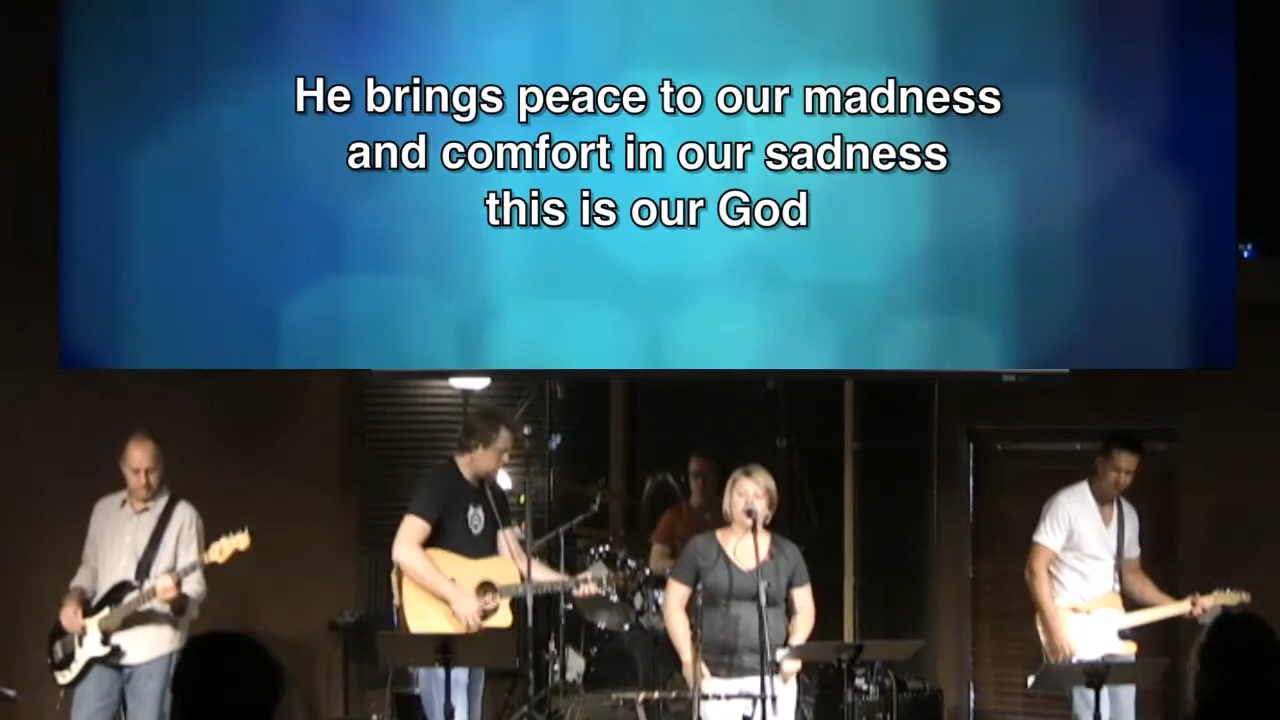 He brings peace to our madness
and comfort in our sadness
this is our God